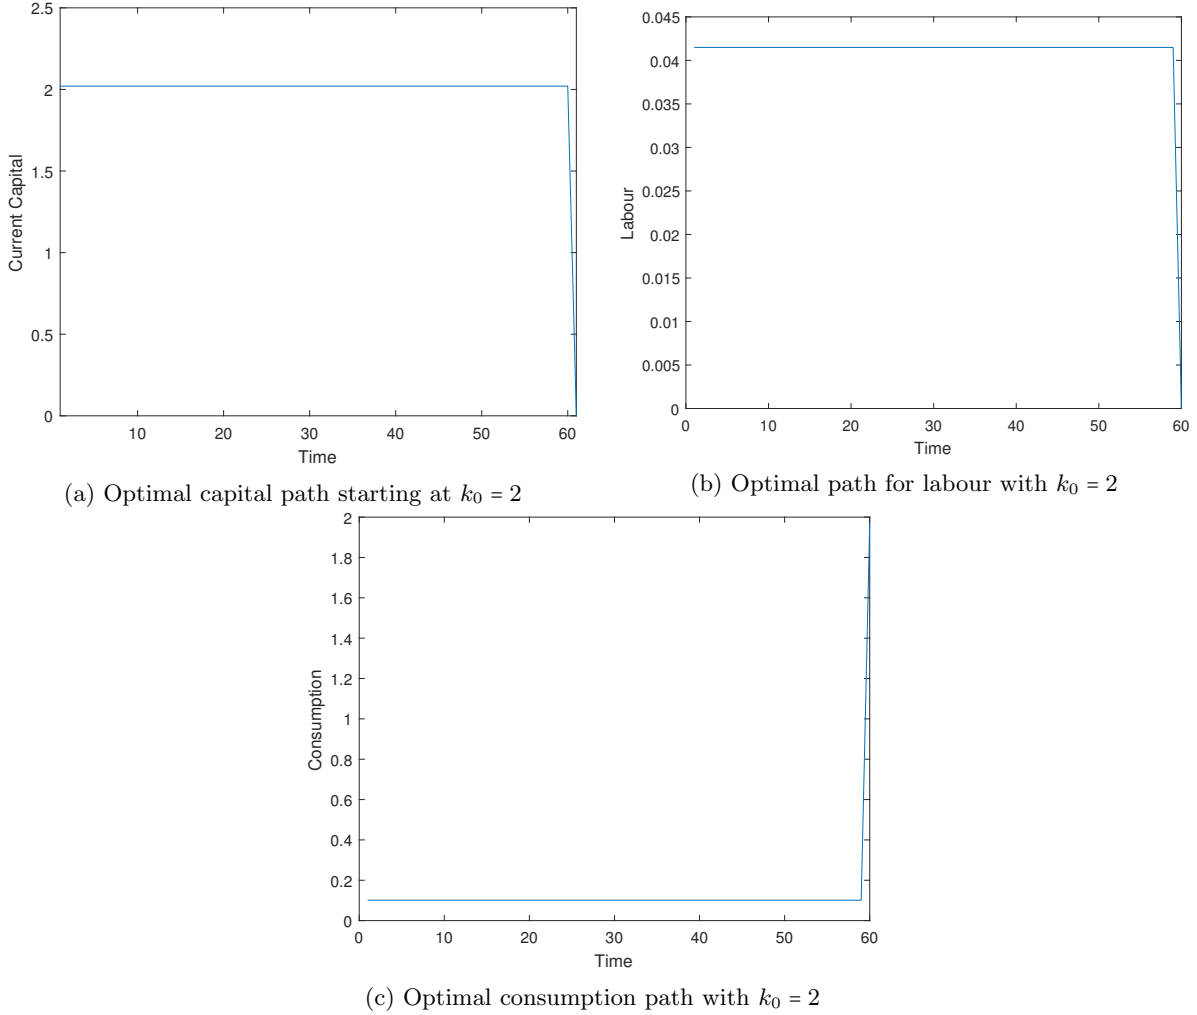 2.5
2
1.5
1
0.5
0
Current Capital
10 20 30 40 50 60
Time
(a) Optimal capital path starting at k₀ = 2
0.045
0.04
0.035
0.03
0.025
0.02
0.015
0.01
0.005
0
Labour
0 10 20 30 40 50 60
Time
(b) Optimal path for labour with k₀ = 2
2
1.8
1.6
1.4
1.2
1
0.8
0.6
0.4
0.2
0
Consumption
0 10 20 30 40 50 60
Time
(c) Optimal consumption path with k₀ = 2